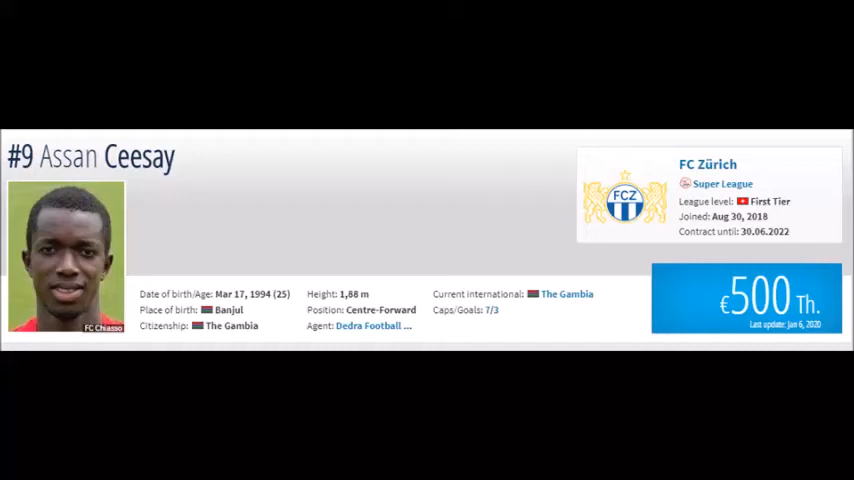 #9 Assan Ceesay
FC Zürich
Super League
League level: First Tier
Joined: Aug 30, 2018
Contract until: 30.06.2022
FCZ
FC Chiasso
Date of birth/Age: Mar 17, 1994 (25)
Place of birth: Banjul
Citizenship: The Gambia
Height: 1,88 m
Position: Centre-Forward
Agent: Dedra Football ...
Current international: The Gambia
Caps/Goals: 7/3
€500 Th.
Last update: Jan 6, 2020